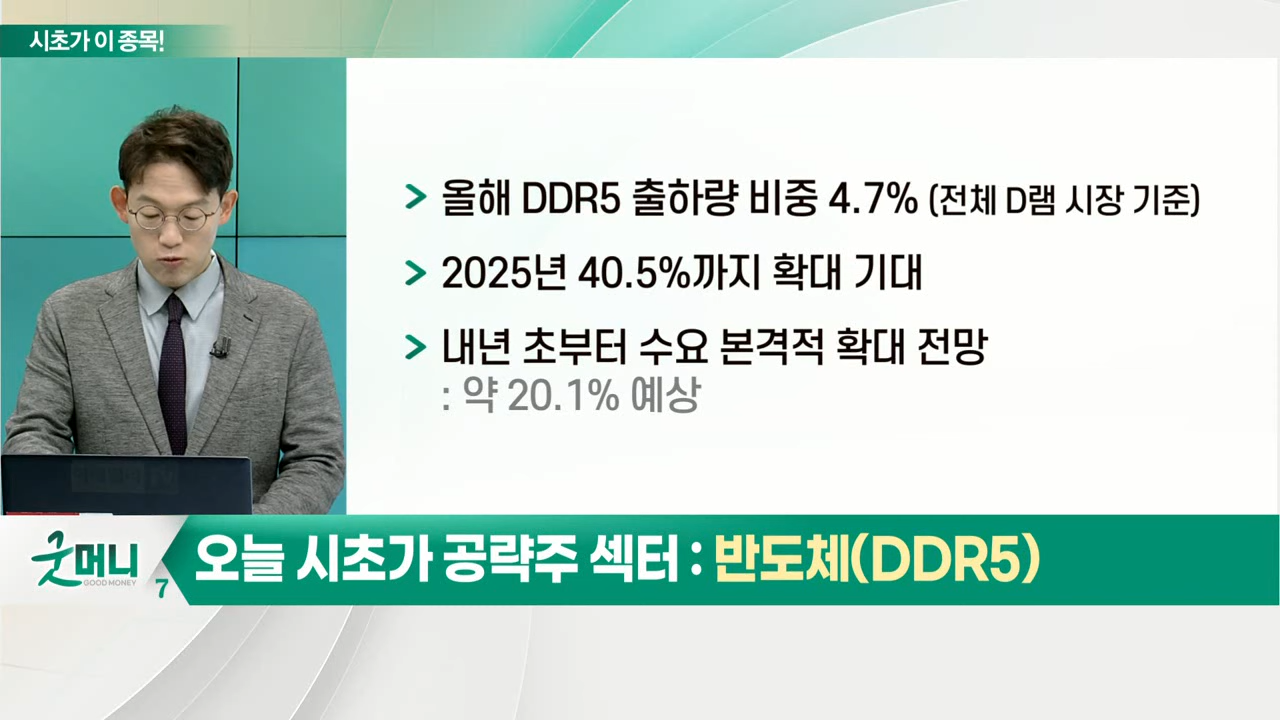 시초가 이 종목!
> 올해 DDR5 출하량 비중 4.7% (전체 D램 시장 기준)
> 2025년 40.5%까지 확대 기대
> 내년 초부터 수요 본격적 확대 전망
: 약 20.1% 예상
굿머니
GOOD MONEY
7
오늘 시초가 공략주 섹터 : 반도체(DDR5)